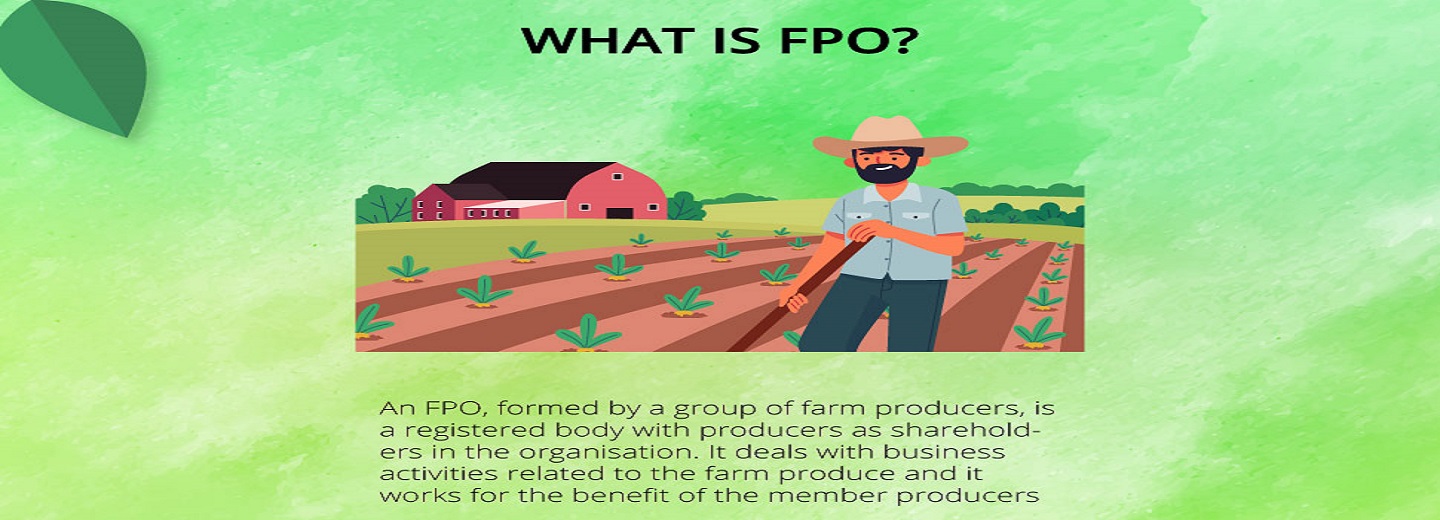 WHAT IS FPO?
An FPO, formed by a group of farm producers, is
a registered body with producers as sharehold-
ers in the organisation. It deals with business
activities related to the farm produce and it
works for the benefit of the member producers